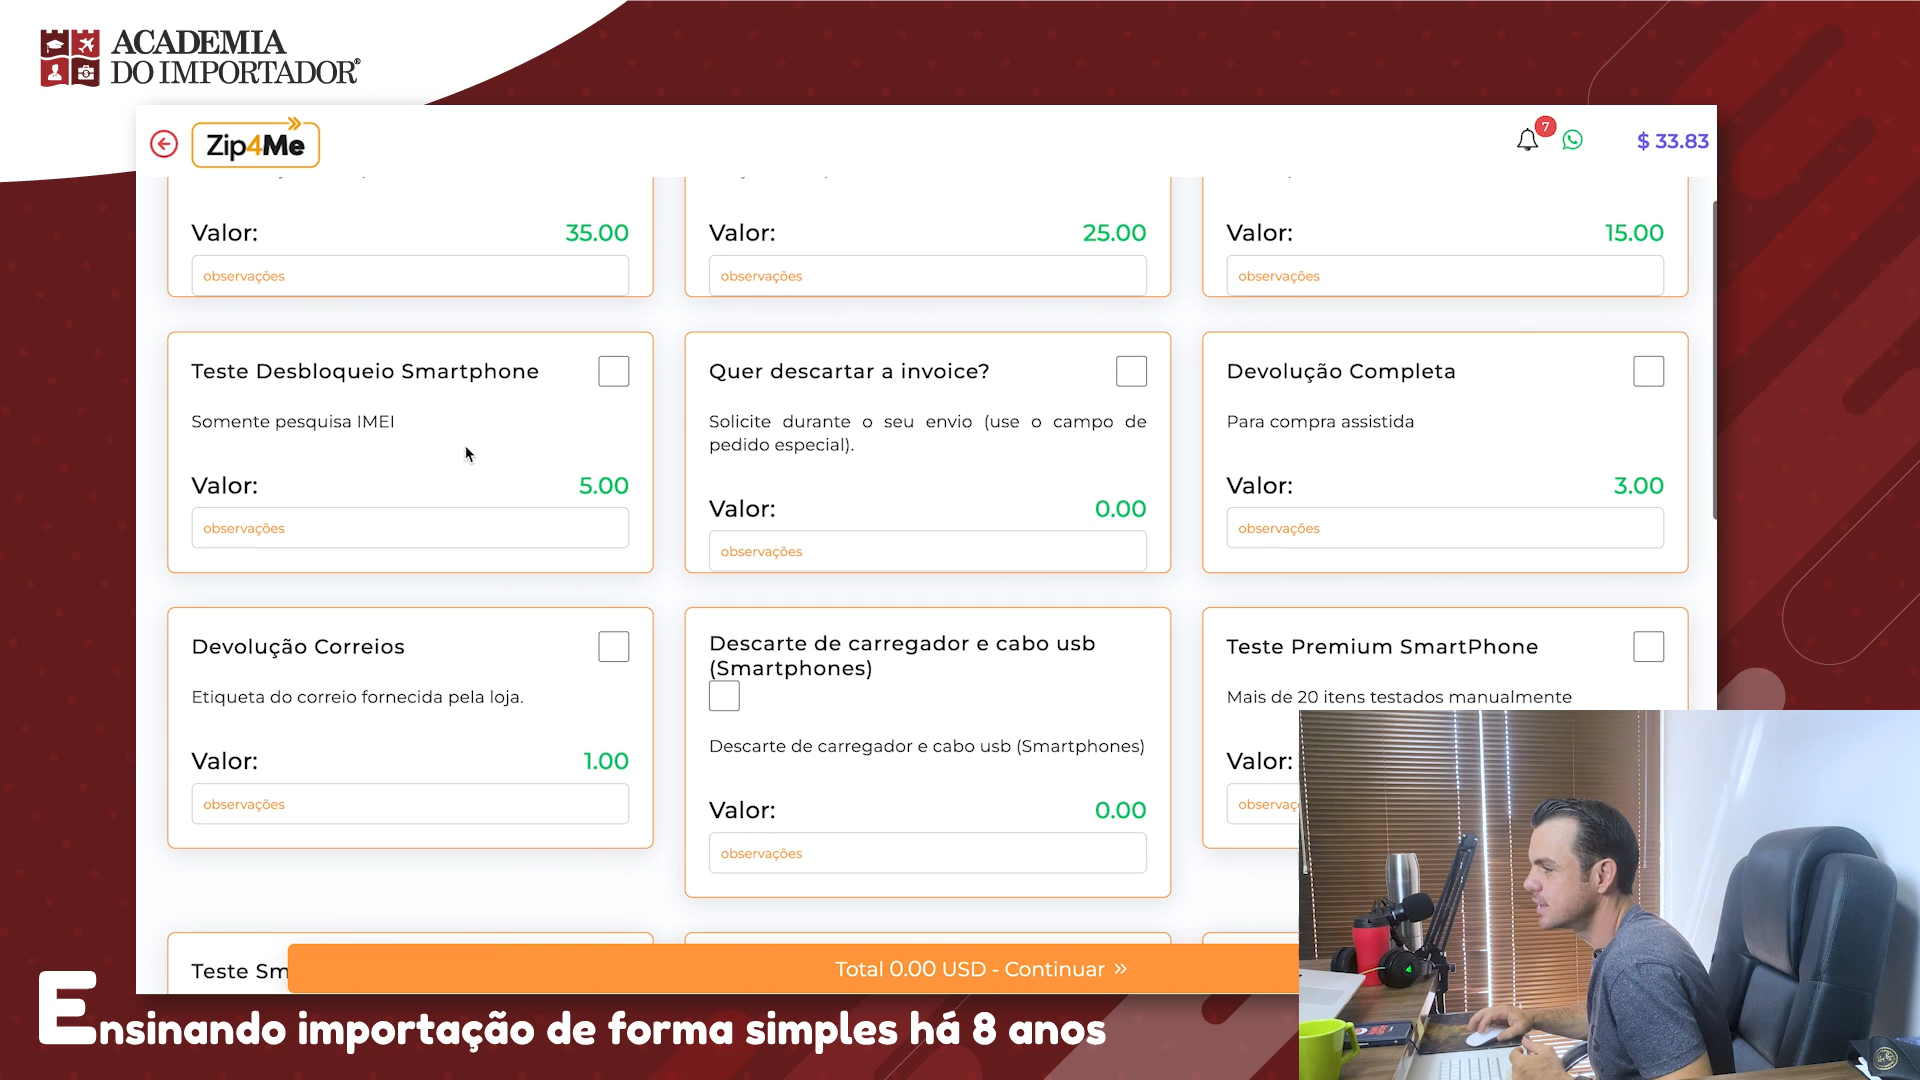 ACADEMIA
DO IMPORTADOR®
Zip4Me
7
$ 33.83
Valor: 35.00
observações
Valor: 25.00
observações
Valor: 15.00
observações
Teste Desbloqueio Smartphone
Somente pesquisa IMEI
Valor: 5.00
observações
Quer descartar a invoice?
Solicite durante o seu envio (use o campo de
pedido especial).
Valor: 0.00
observações
Devolução Completa
Para compra assistida
Valor: 3.00
observações
Devolução Correios
Etiqueta do correio fornecida pela loja.
Valor: 1.00
observações
Descarte de carregador e cabo usb
(Smartphones)
Descarte de carregador e cabo usb (Smartphones)
Valor: 0.00
observações
Teste Premium SmartPhone
Mais de 20 itens testados manualmente
Valor:
observaç
Teste Sm
Total 0.00 USD - Continuar »
Ensinando importação de forma simples há 8 anos